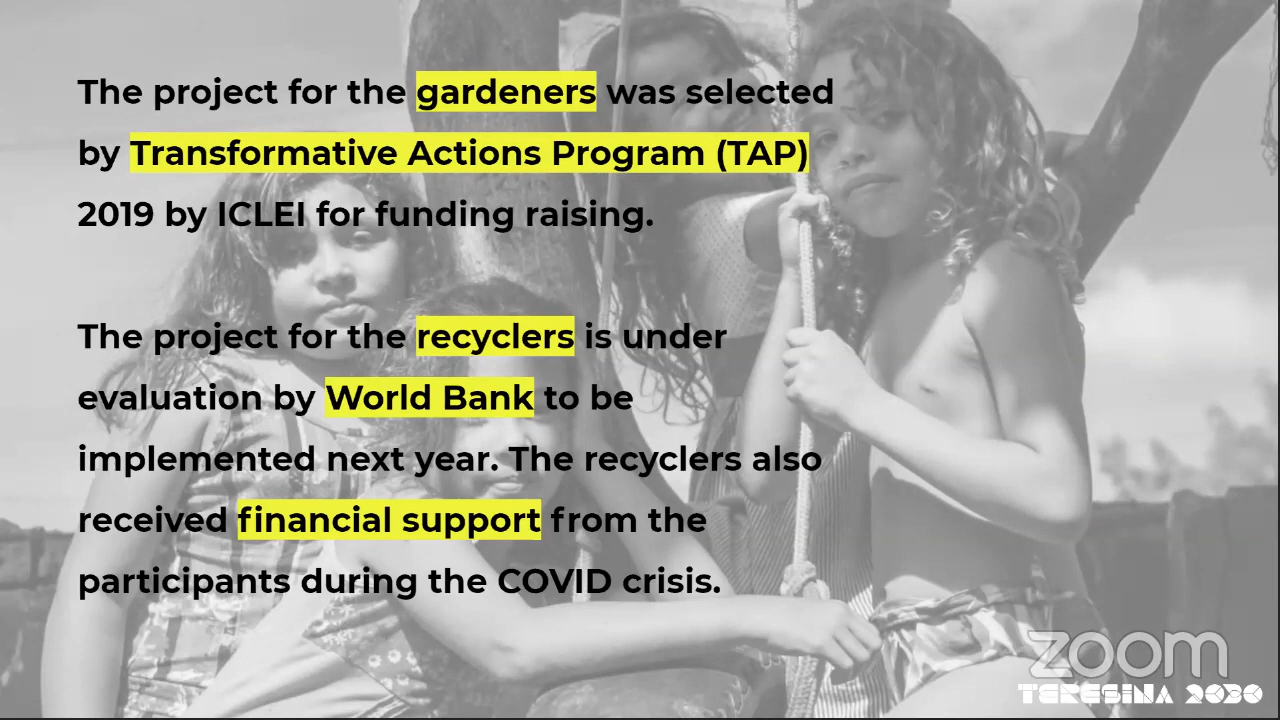 The project for the gardeners was selected
by Transformative Actions Program (TAP)
2019 by ICLEI for funding raising.
The project for the recyclers is under
evaluation by World Bank to be
implemented next year. The recyclers also
received financial support from the
participants during the COVID crisis.
zoom
TERESINA 2030